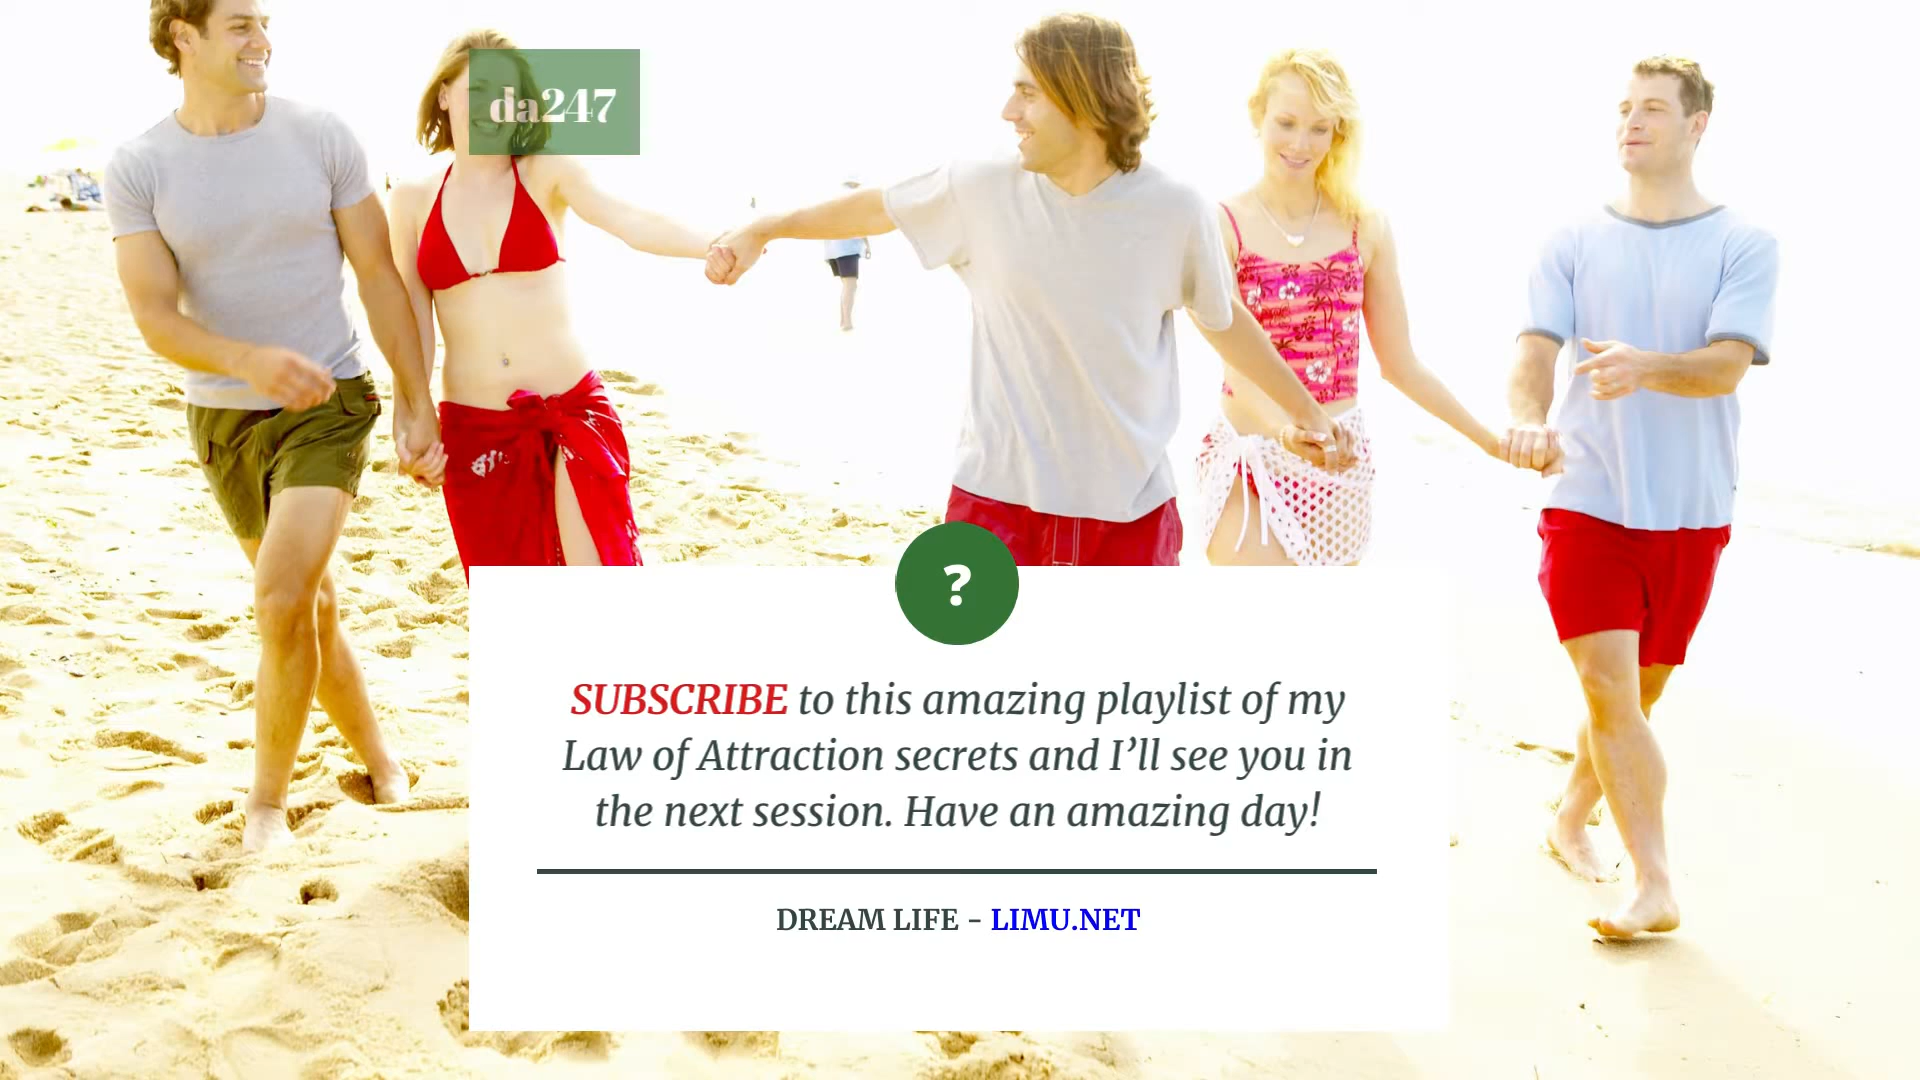 da247
?
SUBSCRIBE to this amazing playlist of my
Law of Attraction secrets and I’ll see you in
the next session. Have an amazing day!
DREAM LIFE – LIMU.NET